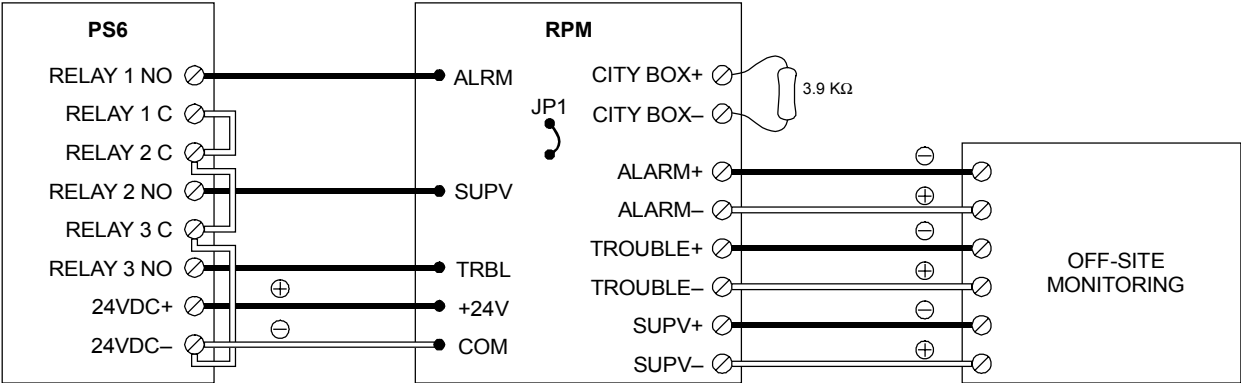 PS6
RELAY 1 NO
RELAY 1 C
RELAY 2 C
RELAY 2 NO
RELAY 3 C
RELAY 3 NO
24VDC+
24VDC–
⊕
⊖
RPM
ALRM
JP1
SUPV
TRBL
+24V
COM
CITY BOX+
CITY BOX–
3.9 KΩ
ALARM+
ALARM–
TROUBLE+
TROUBLE–
SUPV+
SUPV–
⊖
⊕
⊖
⊕
⊖
⊕
OFF-SITE
MONITORING